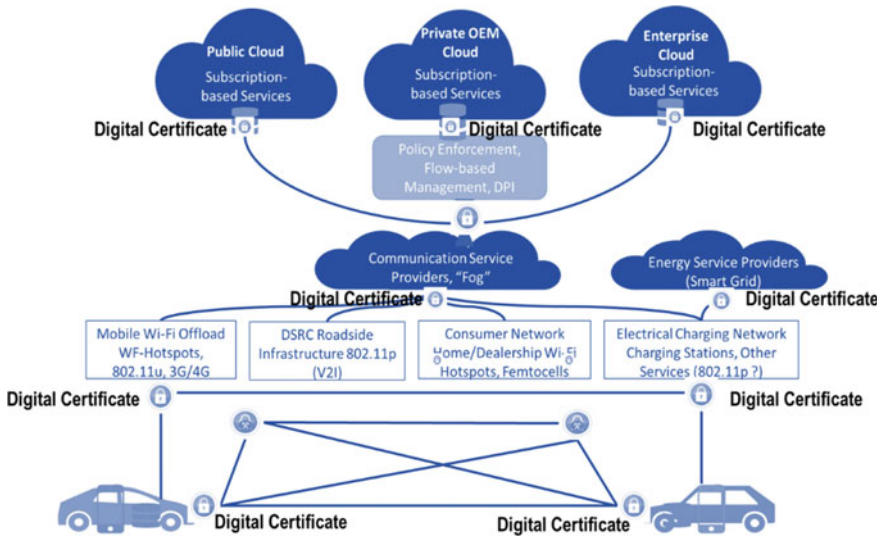 Public Cloud
Subscription-
based Services
Private OEM
Cloud
Subscription-
based Services
Enterprise
Cloud
Subscription-
based Services
Digital Certificate
Digital Certificate
Digital Certificate
Policy Enforcement,
Flow-based
Management, DPI
Communication Service
Providers, "Fog"
Energy Service Providers
(Smart Grid)
Digital Certificate
Digital Certificate
Mobile Wi-Fi Offload
WF-Hotspots,
802.11u, 3G/4G
DSRC Roadside
Infrastructure 802.11p
(V2I)
Consumer Network
Home/Dealership Wi-Fi
Hotspots, Femtocells
Electrical Charging Network
Charging Stations, Other
Services (802.11p ?)
Digital Certificate
Digital Certificate
Digital Certificate
Digital Certificate